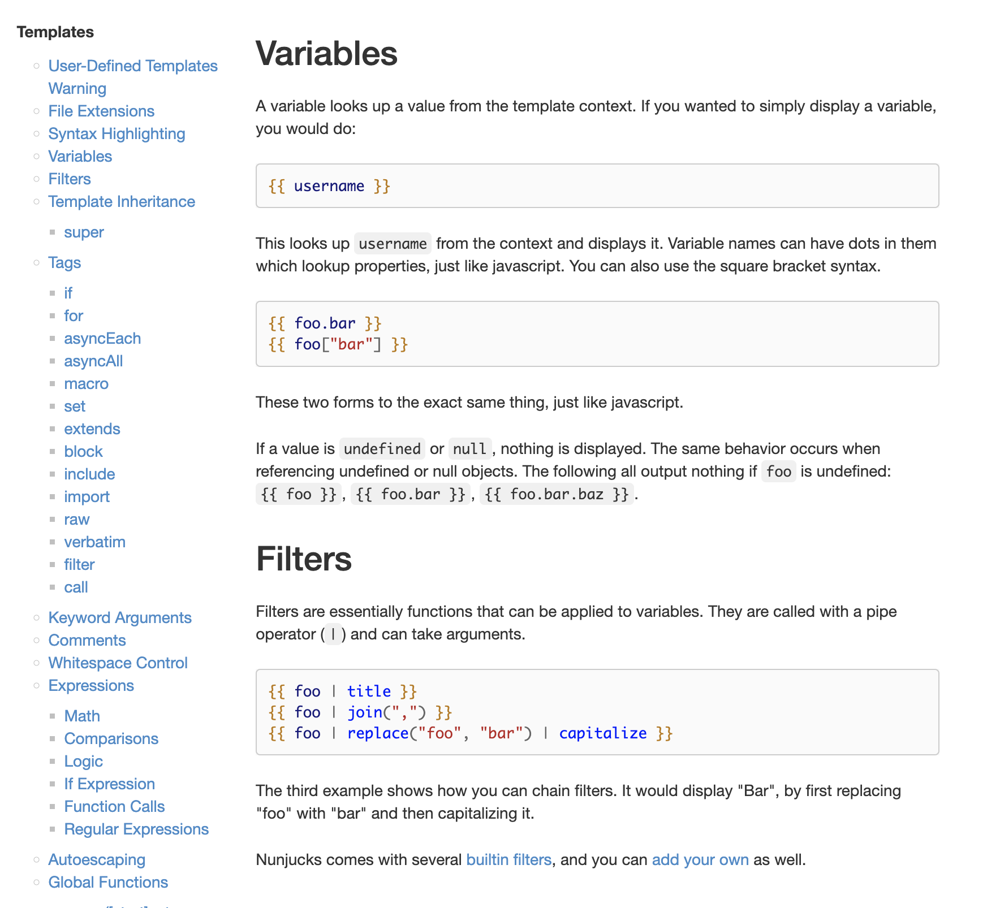 Templates
User-Defined Templates
Warning
File Extensions
Syntax Highlighting
Variables
Filters
Template Inheritance
super
Tags
if
for
asyncEach
asyncAll
macro
set
extends
block
include
import
raw
verbatim
filter
call
Keyword Arguments
Comments
Whitespace Control
Expressions
Math
Comparisons
Logic
If Expression
Function Calls
Regular Expressions
Autoescaping
Global Functions
Variables
A variable looks up a value from the template context. If you wanted to simply display a variable,
you would do:
{{ username }}
This looks up username from the context and displays it. Variable names can have dots in them
which lookup properties, just like javascript. You can also use the square bracket syntax.
{{ foo.bar }}
{{ foo["bar"] }}
These two forms to the exact same thing, just like javascript.
If a value is undefined or null, nothing is displayed. The same behavior occurs when
referencing undefined or null objects. The following all output nothing if foo is undefined:
{{ foo }}, {{ foo.bar }}, {{ foo.bar.baz }}.
Filters
Filters are essentially functions that can be applied to variables. They are called with a pipe
operator (|) and can take arguments.
{{ foo | title }}
{{ foo | join(",") }}
{{ foo | replace("foo", "bar") | capitalize }}
The third example shows how you can chain filters. It would display "Bar", by first replacing
"foo" with "bar" and then capitalizing it.
Nunjucks comes with several builtin filters, and you can add your own as well.